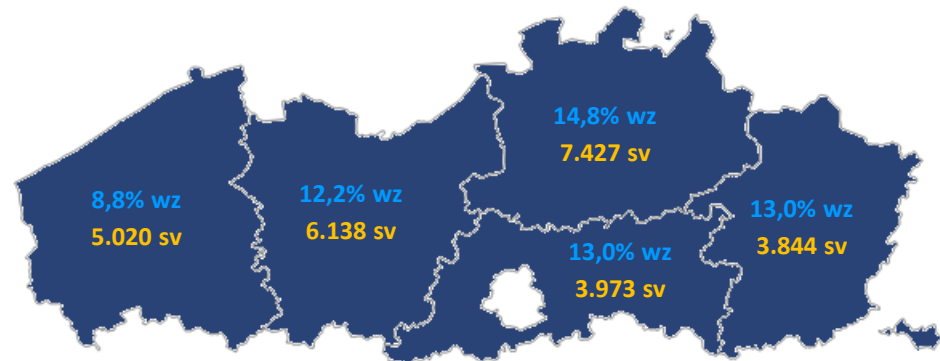 8,8% wz
5.020 sv
12,2% wz
6.138 sv
14,8% wz
7.427 sv
13,0% wz
3.973 sv
13,0% wz
3.844 sv